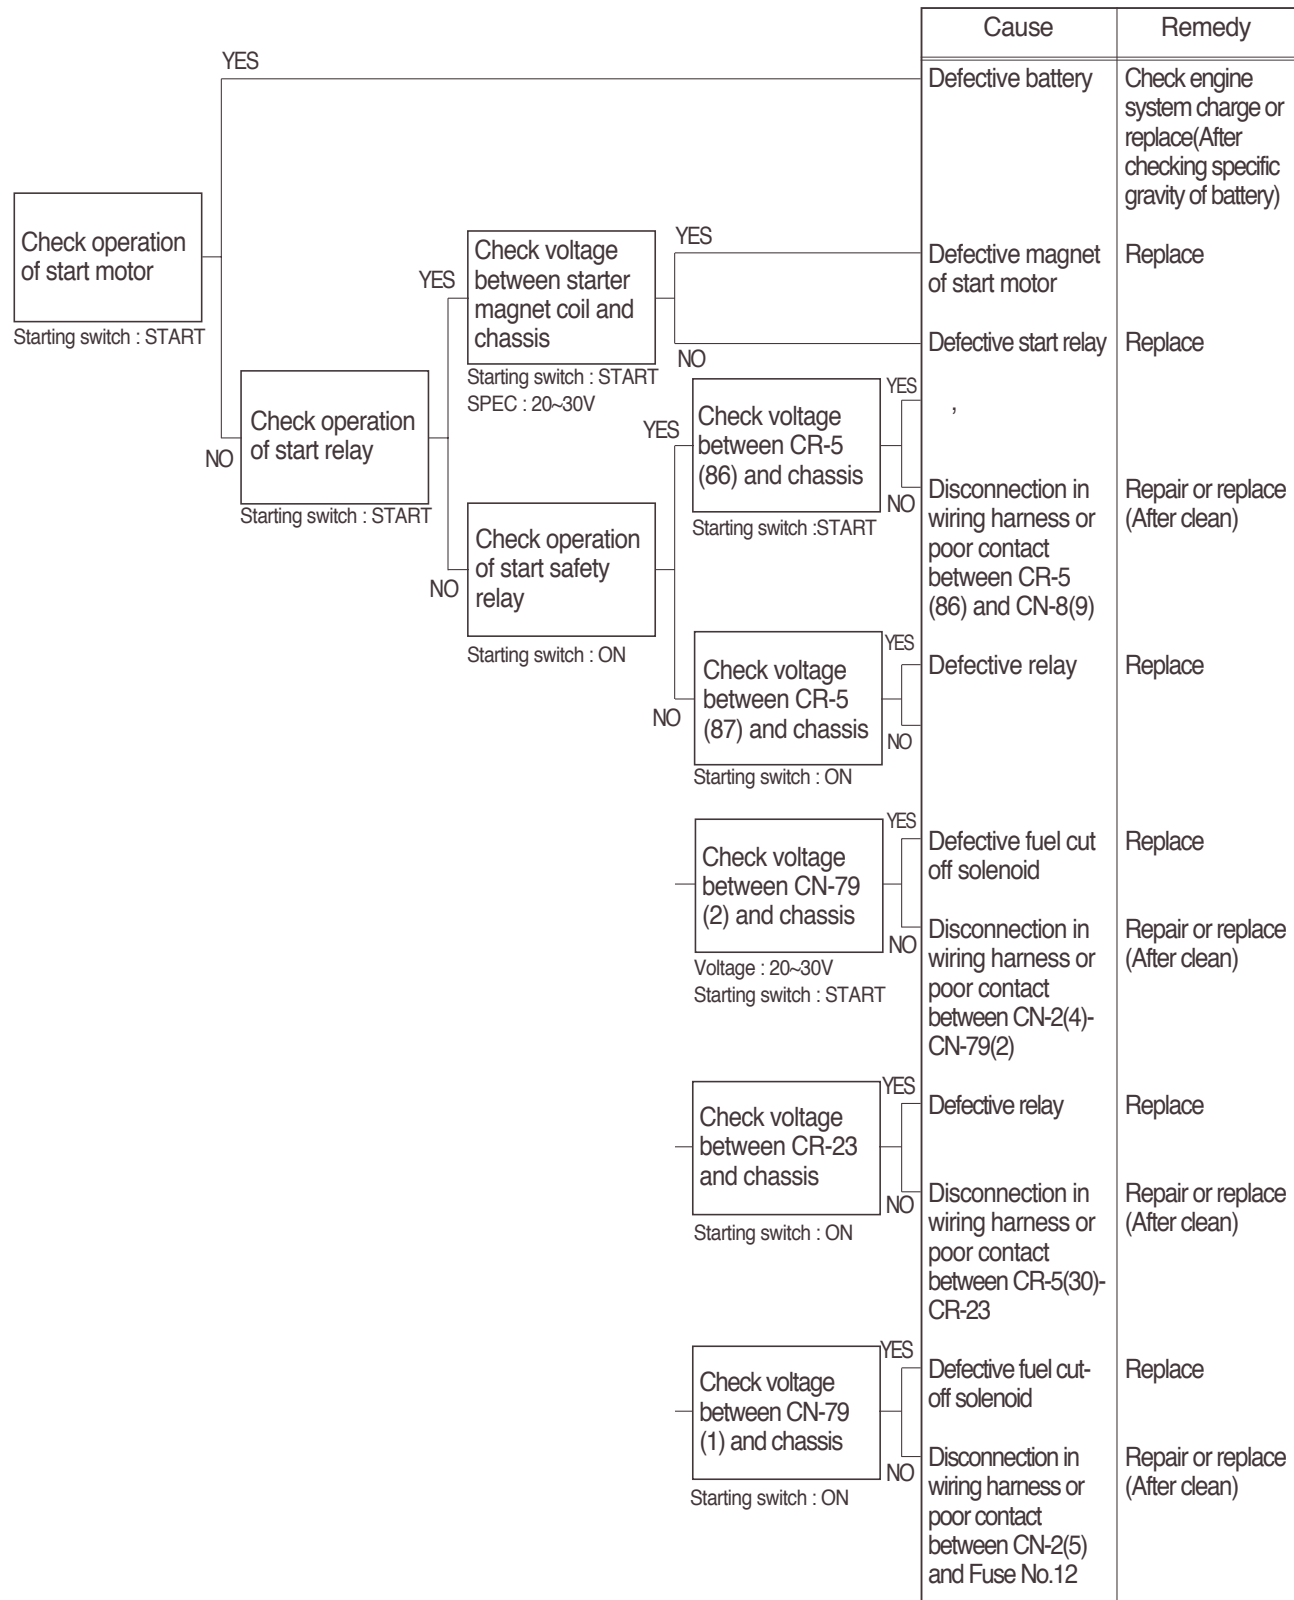 Cause
Remedy
YES
Defective battery
Check engine
system charge or
replace(After
checking specific
gravity of battery)
Check operation
of start motor
Starting switch : START
YES
Check voltage
between starter
magnet coil and
chassis
Starting switch : START
SPEC : 20~30V
YES
Defective magnet
of start motor
Replace
NO
Defective start relay
Replace
NO
Check operation
of start relay
Starting switch : START
YES
Check voltage
between CR-5
(86) and chassis
Starting switch :START
YES
,
NO
Disconnection in
wiring harness or
poor contact
between CR-5
(86) and CN-8(9)
Repair or replace
(After clean)
NO
Check operation
of start safety
relay
Starting switch : ON
NO
Check voltage
between CR-5
(87) and chassis
Starting switch : ON
YES
Defective relay
Replace
NO
Check voltage
between CN-79
(2) and chassis
Voltage : 20~30V
Starting switch : START
YES
Defective fuel cut
off solenoid
Replace
NO
Disconnection in
wiring harness or
poor contact
between CN-2(4)-
CN-79(2)
Repair or replace
(After clean)
Check voltage
between CR-23
and chassis
Starting switch : ON
YES
Defective relay
Replace
NO
Disconnection in
wiring harness or
poor contact
between CR-5(30)-
CR-23
Repair or replace
(After clean)
Check voltage
between CN-79
(1) and chassis
Starting switch : ON
YES
Defective fuel cut-
off solenoid
Replace
NO
Disconnection in
wiring harness or
poor contact
between CN-2(5)
and Fuse No.12
Repair or replace
(After clean)